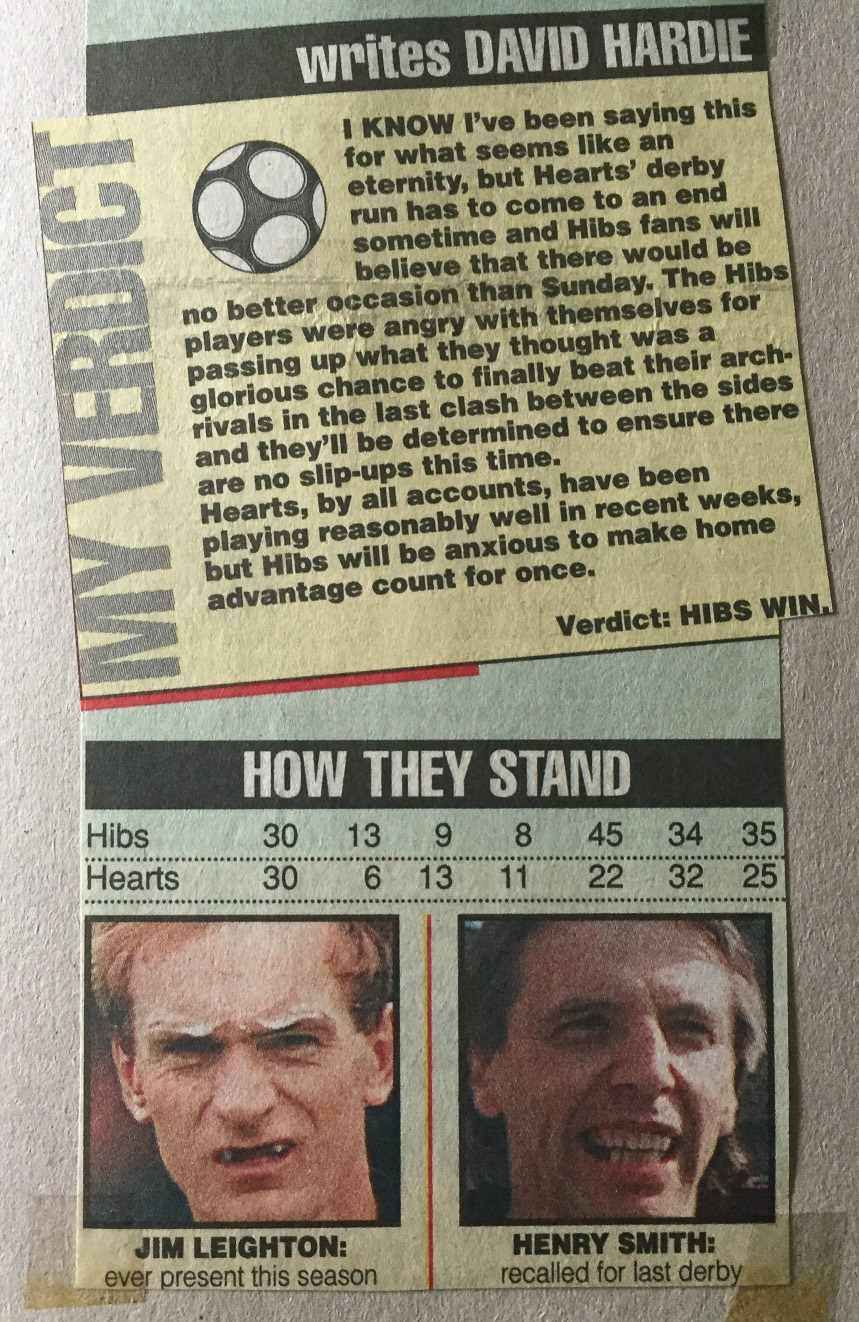 writes DAVID HARDIE
MY VERDICT
I KNOW I've been saying this
for what seems like an
eternity, but Hearts' derby
run has to come to an end
sometime and Hibs fans will
believe that there would be
no better occasion than Sunday. The Hibs
players were angry with themselves for
passing up what they thought was a
glorious chance to finally beat their arch-
rivals in the last clash between the sides
and they'll be determined to ensure there
are no slip-ups this time.
Hearts, by all accounts, have been
playing reasonably well in recent weeks,
but Hibs will be anxious to make home
advantage count for once.
Verdict: HIBS WIN.
HOW THEY STAND
Hibs 30 13 9 8 45 34 35
Hearts 30 6 13 11 22 32 25
JIM LEIGHTON:
ever present this season
HENRY SMITH:
recalled for last derby